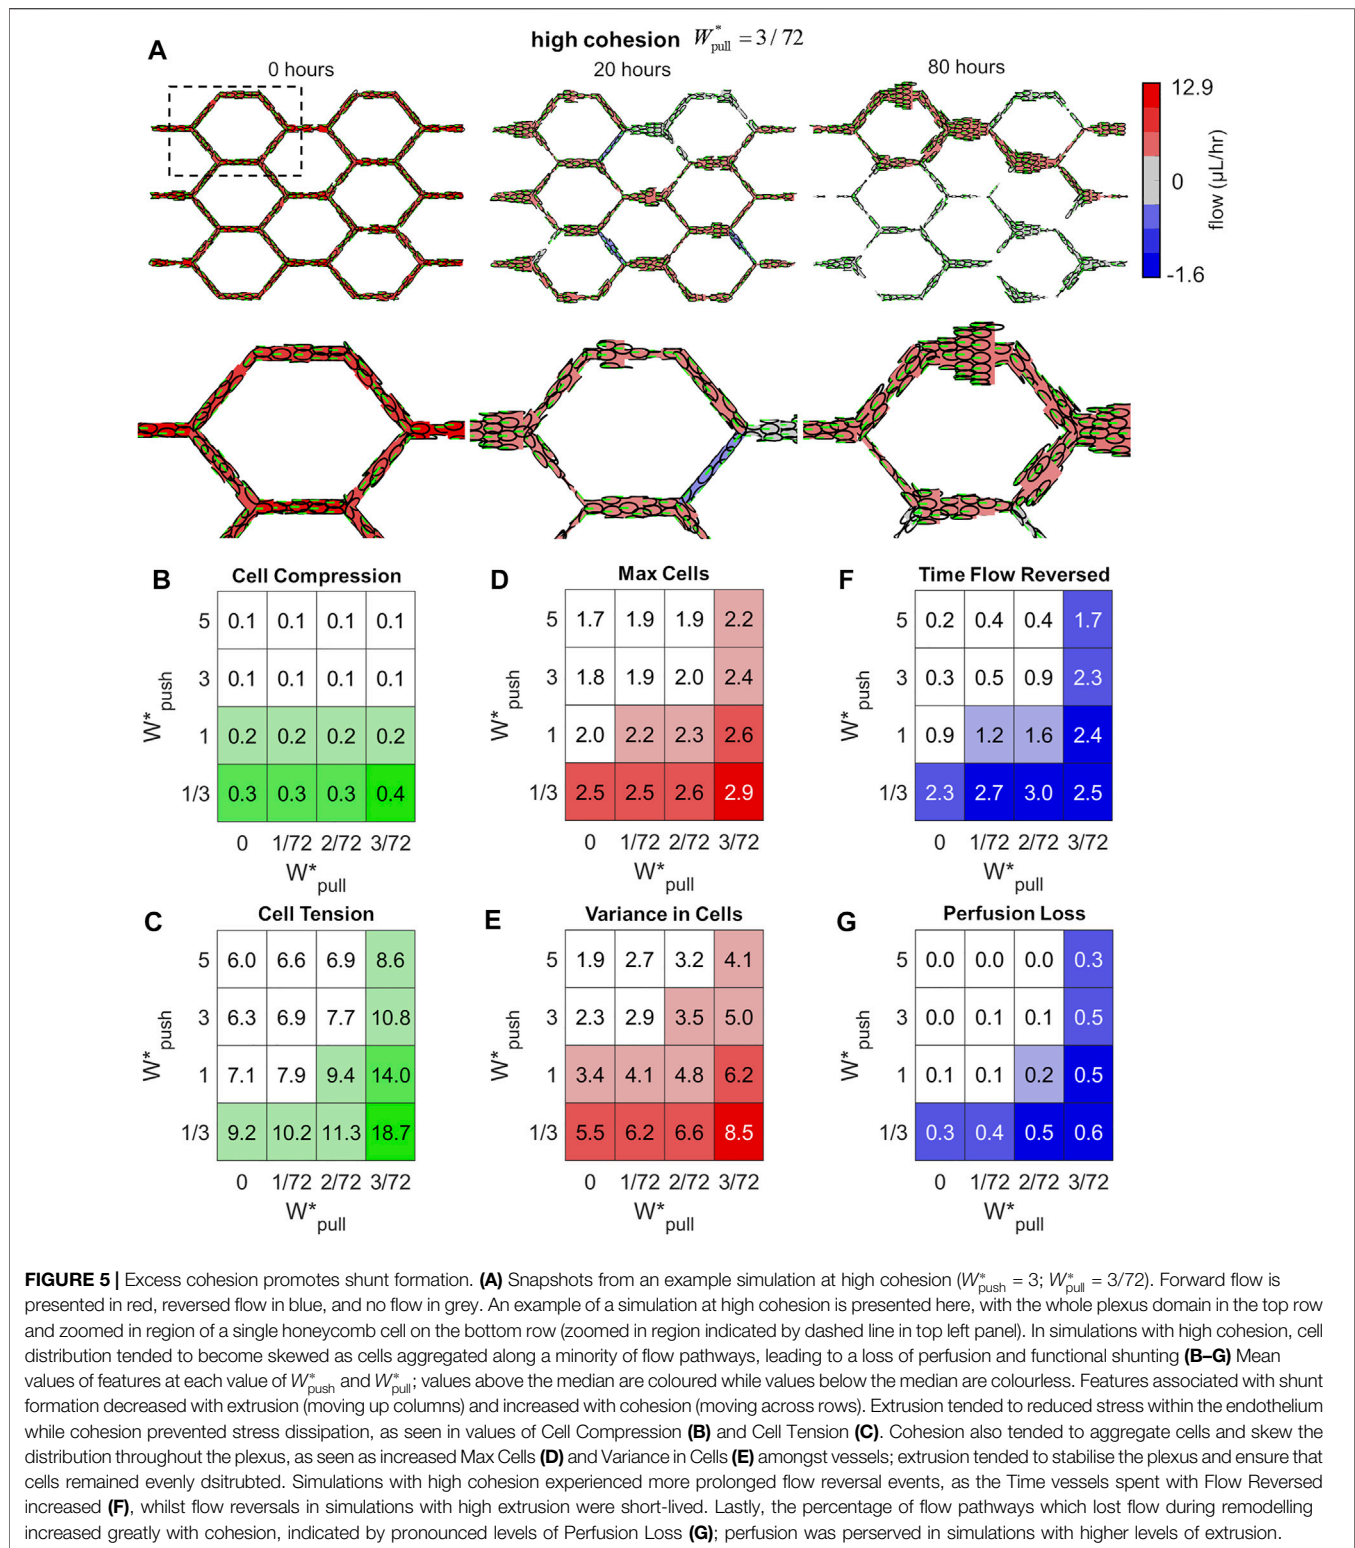 A
high cohesion W*pull = 3 / 72
0 hours
20 hours
80 hours
12.9
0
-1.6
flow (µL/hr)
B
Cell Compression
W*push
5 0.1 0.1 0.1 0.1
3 0.1 0.1 0.1 0.1
1 0.2 0.2 0.2 0.2
1/3 0.3 0.3 0.3 0.4
0 1/72 2/72 3/72
W*pull
D
Max Cells
W*push
5 1.7 1.9 1.9 2.2
3 1.8 1.9 2.0 2.4
1 2.0 2.2 2.3 2.6
1/3 2.5 2.5 2.6 2.9
0 1/72 2/72 3/72
W*pull
F
Time Flow Reversed
W*push
5 0.2 0.4 0.4 1.7
3 0.3 0.5 0.9 2.3
1 0.9 1.2 1.6 2.4
1/3 2.3 2.7 3.0 2.5
0 1/72 2/72 3/72
W*pull
C
Cell Tension
W*push
5 6.0 6.6 6.9 8.6
3 6.3 6.9 7.7 10.8
1 7.1 7.9 9.4 14.0
1/3 9.2 10.2 11.3 18.7
0 1/72 2/72 3/72
W*pull
E
Variance in Cells
W*push
5 1.9 2.7 3.2 4.1
3 2.3 2.9 3.5 5.0
1 3.4 4.1 4.8 6.2
1/3 5.5 6.2 6.6 8.5
0 1/72 2/72 3/72
W*pull
G
Perfusion Loss
W*push
5 0.0 0.0 0.0 0.3
3 0.0 0.1 0.1 0.5
1 0.1 0.1 0.2 0.5
1/3 0.3 0.4 0.5 0.6
0 1/72 2/72 3/72
W*pull
FIGURE 5 | Excess cohesion promotes shunt formation. (A) Snapshots from an example simulation at high cohesion (W*push = 3; W*pull = 3/72). Forward flow is
presented in red, reversed flow in blue, and no flow in grey. An example of a simulation at high cohesion is presented here, with the whole plexus domain in the top row
and zoomed in region of a single honeycomb cell on the bottom row (zoomed in region indicated by dashed line in top left panel). In simulations with high cohesion, cell
distribution tended to become skewed as cells aggregated along a minority of flow pathways, leading to a loss of perfusion and functional shunting (B–G) Mean
values of features at each value of W*push and W*pull; values above the median are coloured while values below the median are colourless. Features associated with shunt
formation decreased with extrusion (moving up columns) and increased with cohesion (moving across rows). Extrusion tended to reduced stress within the endothelium
while cohesion prevented stress dissipation, as seen in values of Cell Compression (B) and Cell Tension (C). Cohesion also tended to aggregate cells and skew the
distribution throughout the plexus, as seen as increased Max Cells (D) and Variance in Cells (E) amongst vessels; extrusion tended to stabilise the plexus and ensure that
cells remained evenly dsitrubted. Simulations with high cohesion experienced more prolonged flow reversal events, as the Time vessels spent with Flow Reversed
increased (F), whilst flow reversals in simulations with high extrusion were short-lived. Lastly, the percentage of flow pathways which lost flow during remodelling
increased greatly with cohesion, indicated by pronounced levels of Perfusion Loss (G); perfusion was perserved in simulations with higher levels of extrusion.